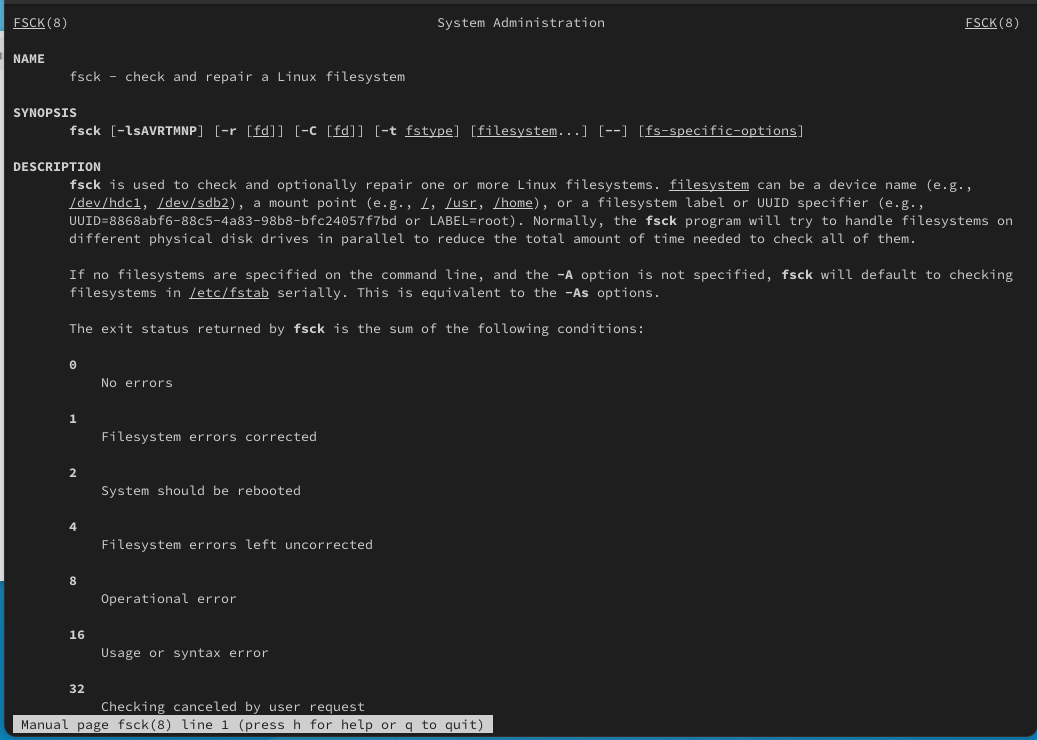 FSCK(8) System Administration FSCK(8)
NAME
fsck - check and repair a Linux filesystem
SYNOPSIS
fsck [-lsAVRTMNP] [-r [fd]] [-C [fd]] [-t fstype] [filesystem...] [--] [fs-specific-options]
DESCRIPTION
fsck is used to check and optionally repair one or more Linux filesystems. filesystem can be a device name (e.g.,
/dev/hdc1, /dev/sdb2), a mount point (e.g., /, /usr, /home), or a filesystem label or UUID specifier (e.g.,
UUID=8868abf6-88c5-4a83-98b8-bfc24057f7bd or LABEL=root). Normally, the fsck program will try to handle filesystems on
different physical disk drives in parallel to reduce the total amount of time needed to check all of them.
If no filesystems are specified on the command line, and the -A option is not specified, fsck will default to checking
filesystems in /etc/fstab serially. This is equivalent to the -As options.
The exit status returned by fsck is the sum of the following conditions:
0
No errors
1
Filesystem errors corrected
2
System should be rebooted
4
Filesystem errors left uncorrected
8
Operational error
16
Usage or syntax error
32
Checking canceled by user request
Manual page fsck(8) line 1 (press h for help or q to quit)